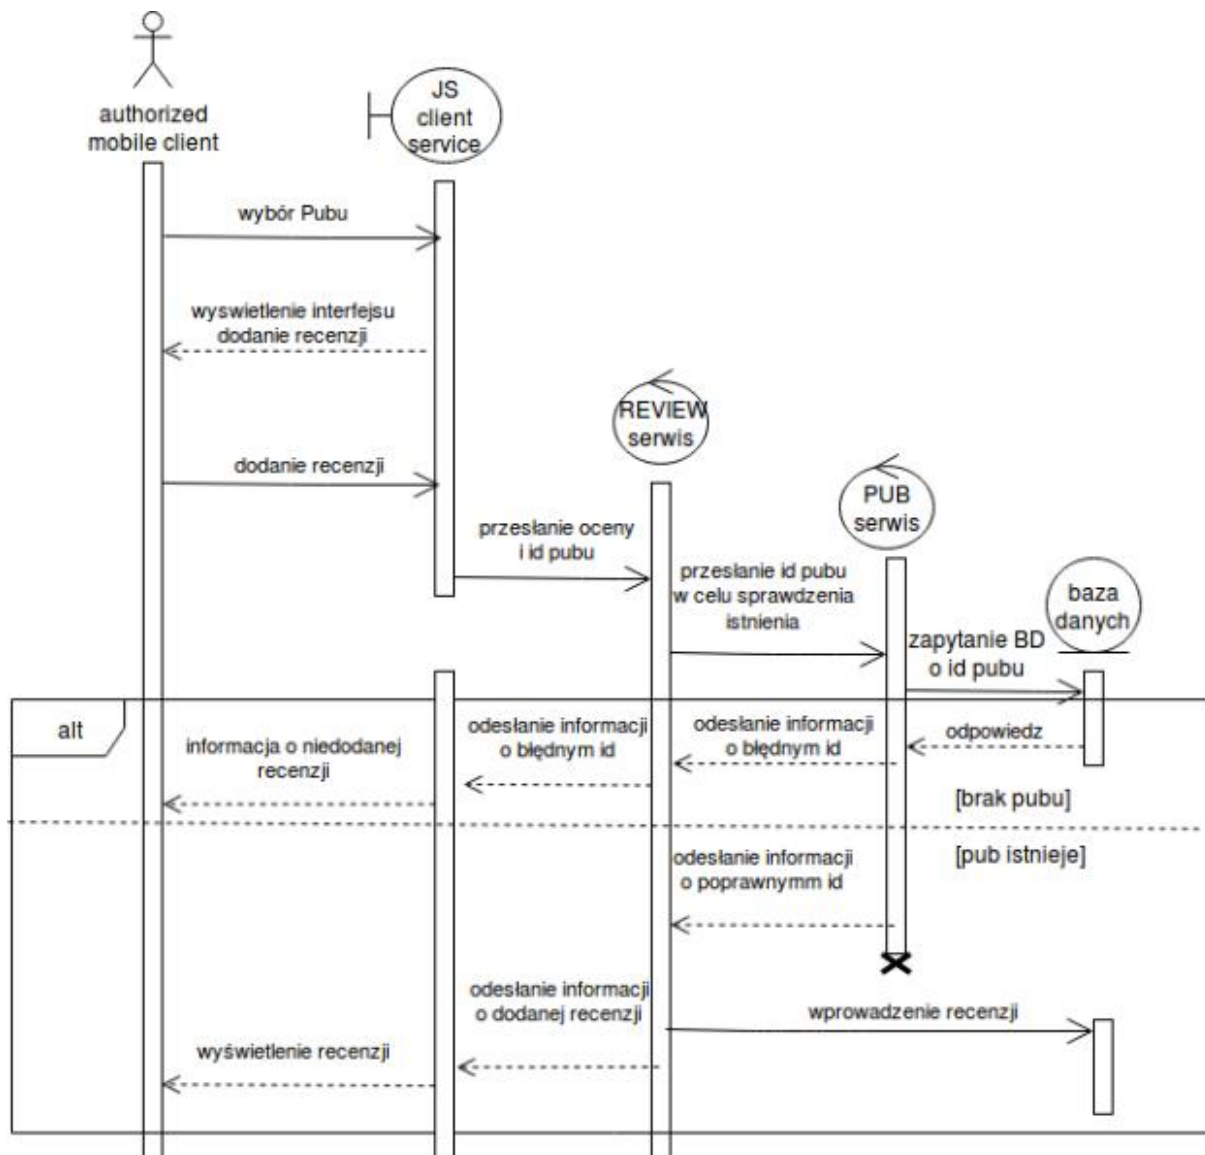 authorized
mobile client
JS
client
service
wybór Pubu
wyswietlenie interfejsu
dodanie recenzji
REVIEW
serwis
dodanie recenzji
PUB
serwis
przesłanie oceny
i id pubu
przesłanie id pubu
w celu sprawdzenia
istnienia
baza
danych
zapytanie BD
o id pubu
alt
informacja o niedodanej
recenzji
odesłanie informacji
o błędnym id
odesłanie informacji
o błędnym id
odpowiedz
[brak pubu]
[pub istnieje]
odesłanie informacji
o poprawnymm id
odesłanie informacji
o dodanej recenzji
wprowadzenie recenzji
wyświetlenie recenzji